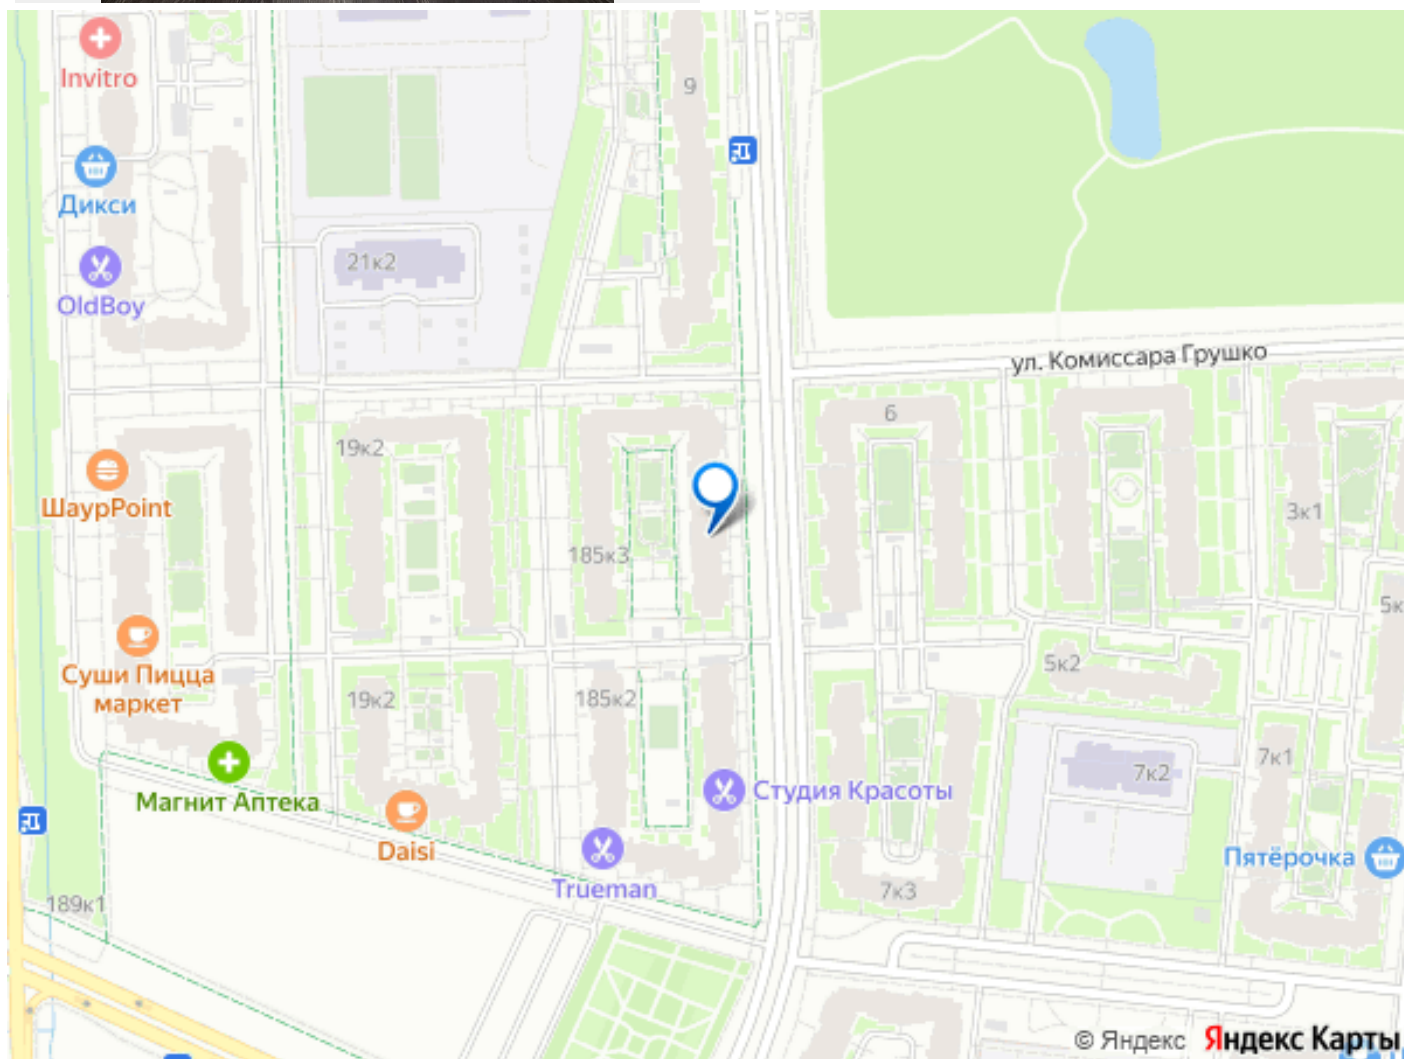 Invitro
9
Дикси
21к2
OldBoy
ул. Комиссара Грушко
6
19к2
ШаурPoint
3к1
185к3
5к
Суши Пицца
маркет
5к2
19к2
185к2
7к1
7к2
Магнит Аптека
Студия Красоты
Daisi
Пятёрочка
Trueman
7к3
189к1
© Яндекс Яндекс Карты